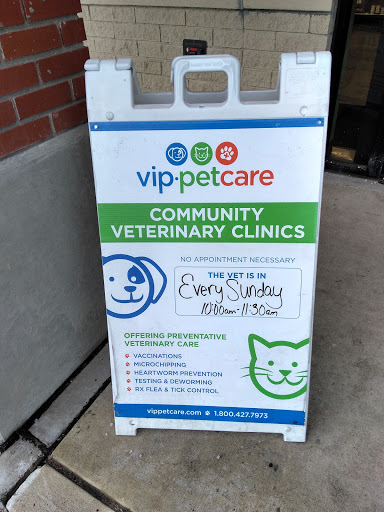 vip·petcare
COMMUNITY
VETERINARY CLINICS
NO APPOINTMENT NECESSARY
THE VET IS IN
Every Sunday
10:00am-11:30am
OFFERING PREVENTATIVE
VETERINARY CARE
VACCINATIONS
MICROCHIPPING
HEARTWORM PREVENTION
TESTING & DEWORMING
RX FLEA & TICK CONTROL
vippetcare.com 1.800.427.7973